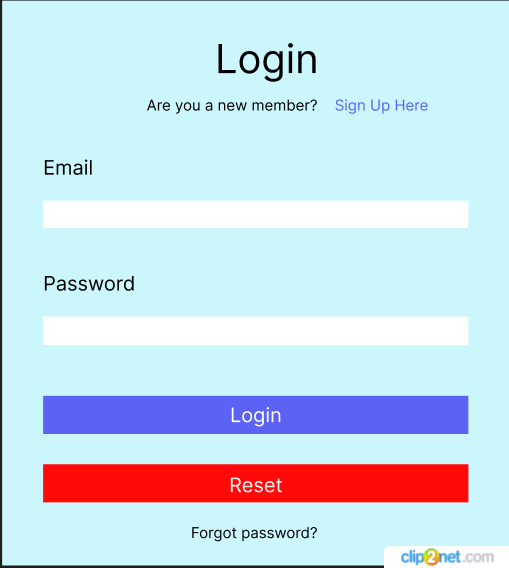 Login
Are you a new member? Sign Up Here
Email
Password
Login
Reset
Forgot password?
clip2net.com